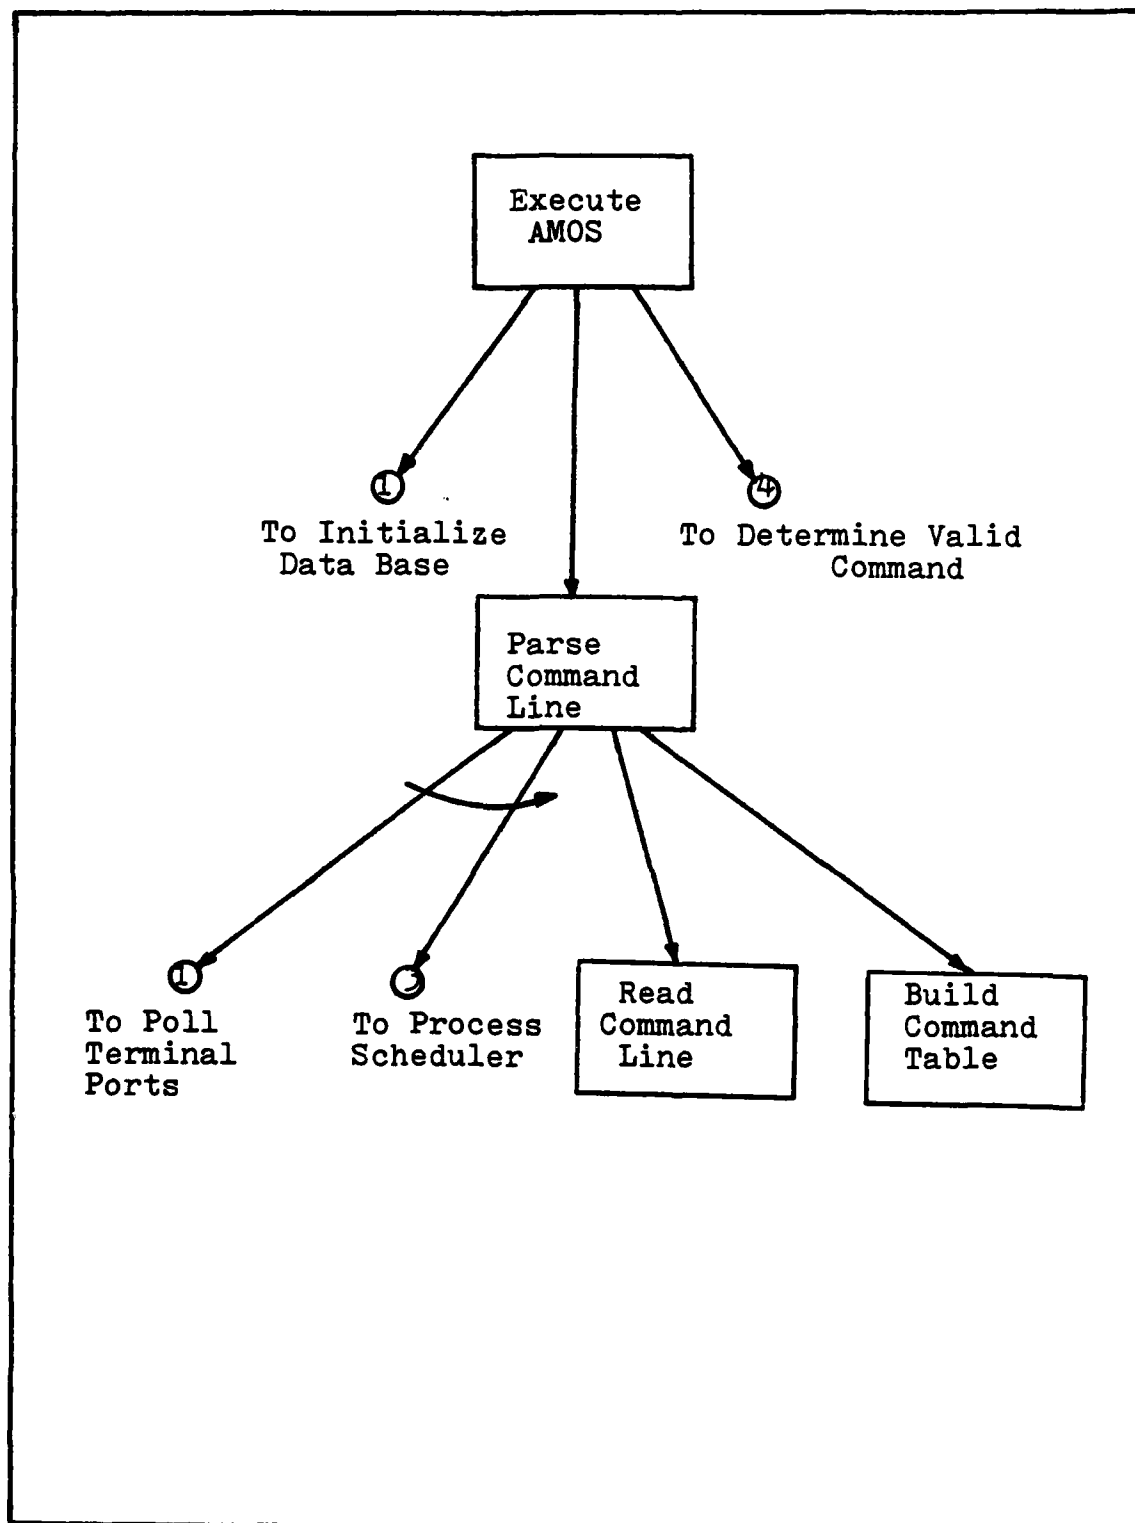 Execute
AMOS
1
To Initialize
Data Base
4
To Determine Valid
Command
Parse
Command
Line
1
To Poll
Terminal
Ports
To Process
Scheduler
Read
Command
Line
Build
Command
Table